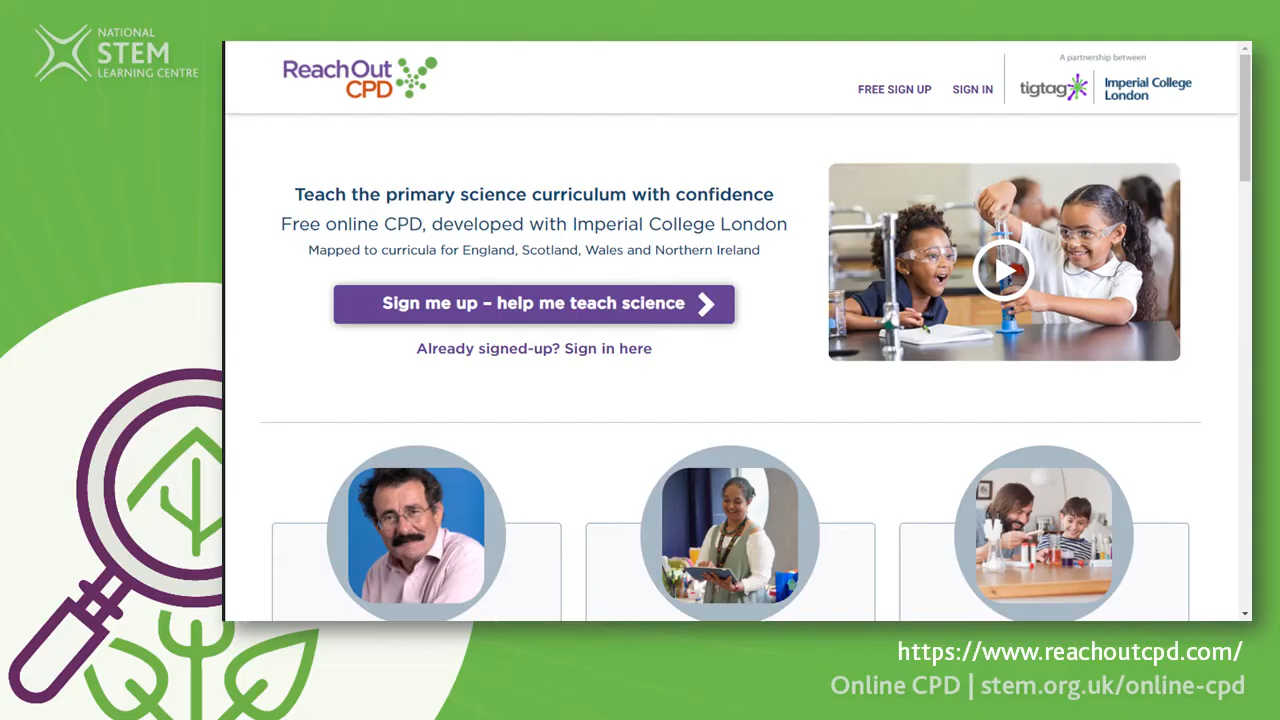 NATIONAL
STEM
LEARNING CENTRE
ReachOut
CPD
FREE SIGN UP
SIGN IN
A partnership between
tigtag
Imperial College
London
Teach the primary science curriculum with confidence
Free online CPD, developed with Imperial College London
Mapped to curricula for England, Scotland, Wales and Northern Ireland
Sign me up – help me teach science
Already signed-up? Sign in here
https://www.reachoutcpd.com/
Online CPD | stem.org.uk/online-cpd